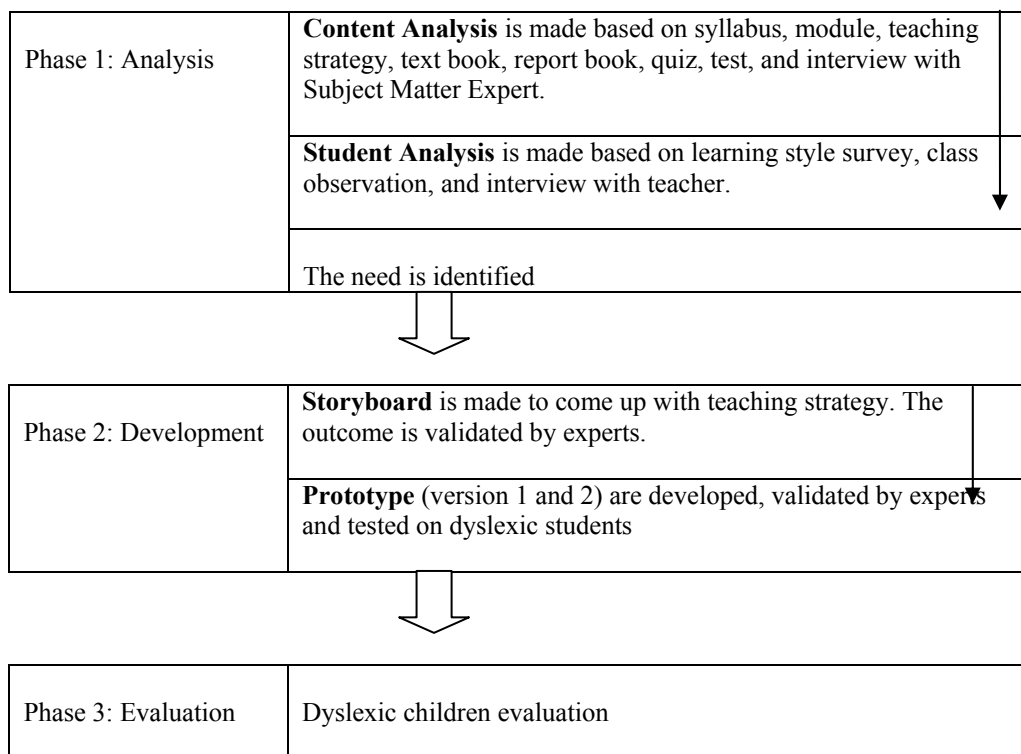 Phase 1: Analysis
Content Analysis is made based on syllabus, module, teaching
strategy, text book, report book, quiz, test, and interview with
Subject Matter Expert.
Student Analysis is made based on learning style survey, class
observation, and interview with teacher.
The need is identified
Phase 2: Development
Storyboard is made to come up with teaching strategy. The
outcome is validated by experts.
Prototype (version 1 and 2) are developed, validated by experts
and tested on dyslexic students
Phase 3: Evaluation
Dyslexic children evaluation